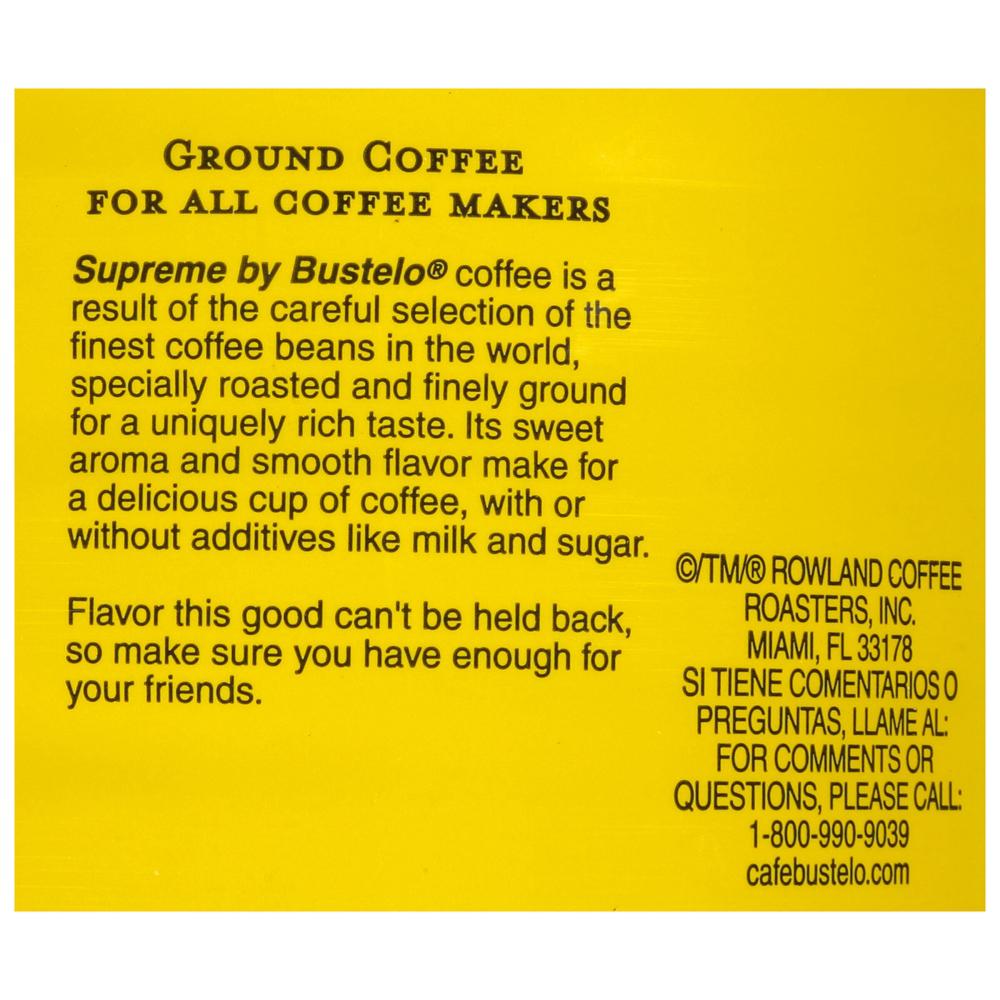 GROUND COFFEE
FOR ALL COFFEE MAKERS
Supreme by Bustelo® coffee is a
result of the careful selection of the
finest coffee beans in the world,
specially roasted and finely ground
for a uniquely rich taste. Its sweet
aroma and smooth flavor make for
a delicious cup of coffee, with or
without additives like milk and sugar.
Flavor this good can't be held back,
so make sure you have enough for
your friends.
©/TM/® ROWLAND COFFEE
ROASTERS, INC.
MIAMI, FL 33178
SI TIENE COMENTARIOS O
PREGUNTAS, LLAME AL:
FOR COMMENTS OR
QUESTIONS, PLEASE CALL:
1-800-990-9039
cafebustelo.com